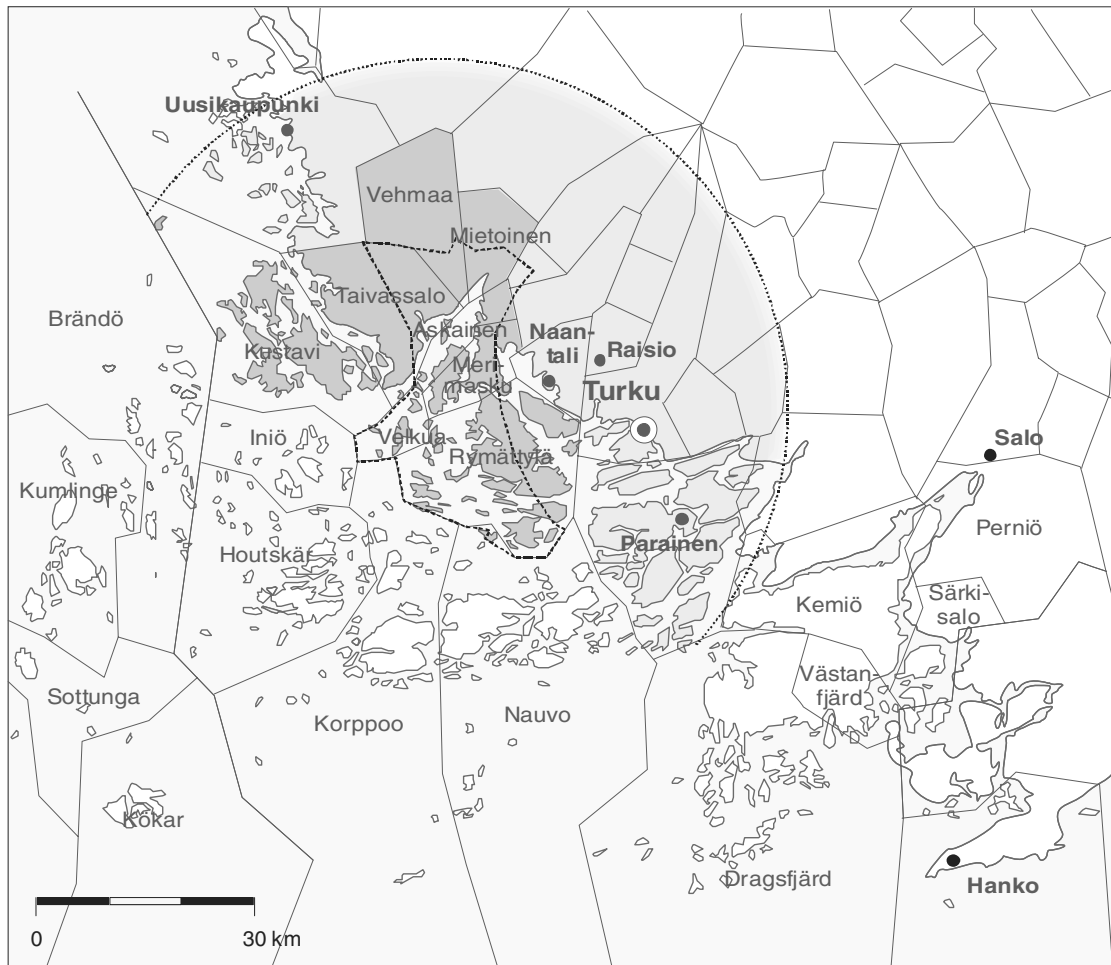 Uusikaupunki
Vehmaa
Mietoinen
Taivassalo
Brändö
Askainen
Naan-
tali
Raisio
Kustavi
Meri-
masku
Turku
Iniö
Velkua
Rymättylä
Salo
Kumlinge
Perniö
Houtskär
Parainen
Kemiö
Särki-
salo
Sottunga
Västan-
fjärd
Korppoo
Nauvo
Kökar
Dragsfjärd
Hanko
0
30 km